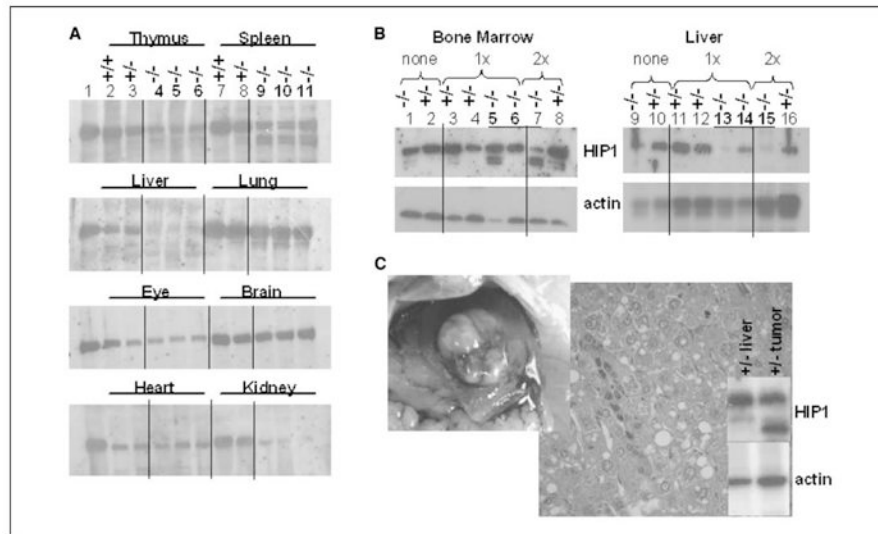 A
Thymus Spleen
+/+ +/- -/- -/- -/- +/+ +/- -/- -/- -/-
1 2 3 4 5 6 7 8 9 10 11
Liver Lung
Eye Brain
Heart Kidney
B
Bone Marrow Liver
none 1x 2x none 1x 2x
-/- +/- +/- +/- -/- -/- -/- +/- -/- +/- +/- +/- -/- -/- -/- +/-
1 2 3 4 5 6 7 8 9 10 11 12 13 14 15 16
HIP1
actin
C
+/- liver
+/- tumor
HIP1
actin